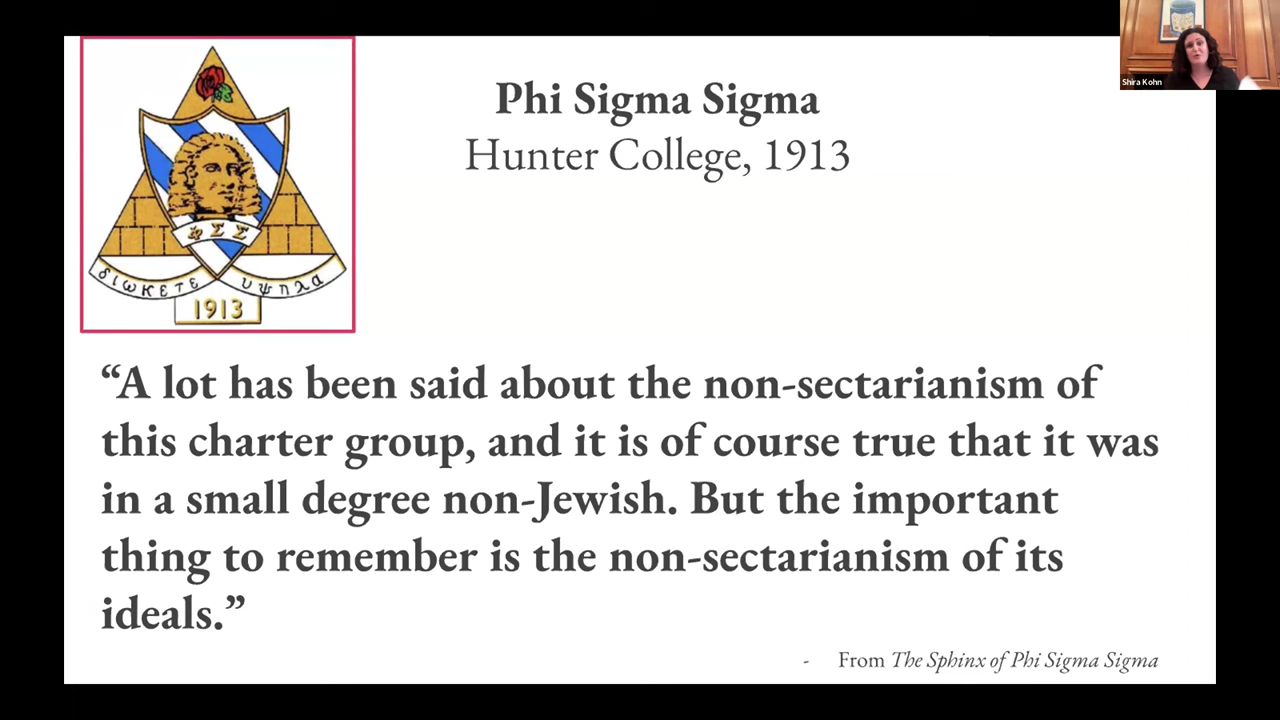 Phi Sigma Sigma
Hunter College, 1913
Shira Kohn
Φ Σ Σ
διωκετε υψηλα
1913
“A lot has been said about the non-sectarianism of
this charter group, and it is of course true that it was
in a small degree non-Jewish. But the important
thing to remember is the non-sectarianism of its
ideals.”
- From The Sphinx of Phi Sigma Sigma